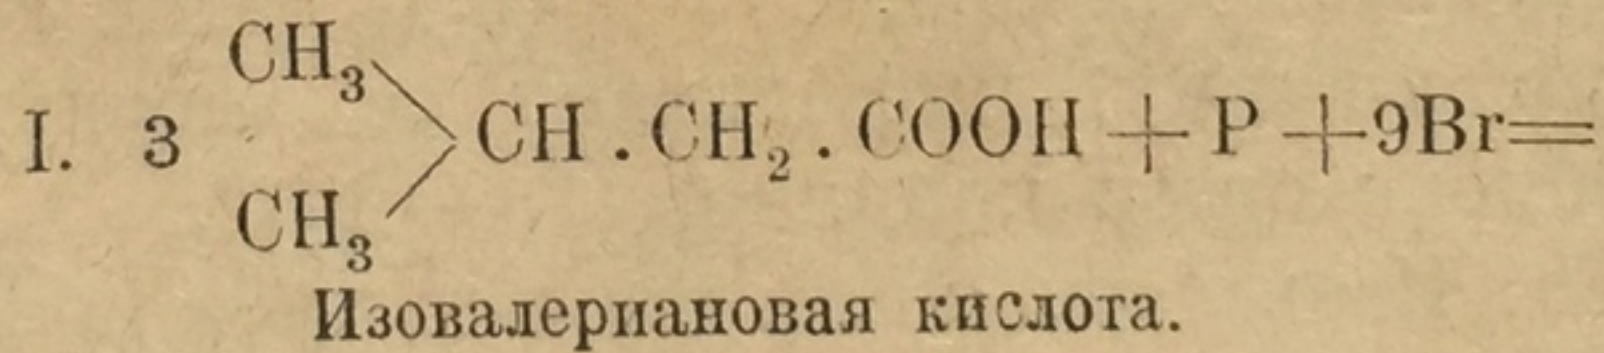 CH₃
I. 3 CH . CH₂ . COOH + P + 9Br =
CH₃
Изовалериановая кислота.